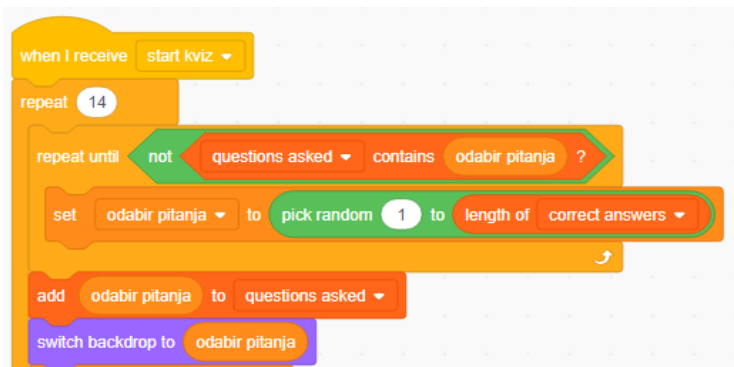 when I receive start kviz
repeat 14
repeat until not questions asked contains odabir pitanja ?
set odabir pitanja to pick random 1 to length of correct answers
add odabir pitanja to questions asked
switch backdrop to odabir pitanja